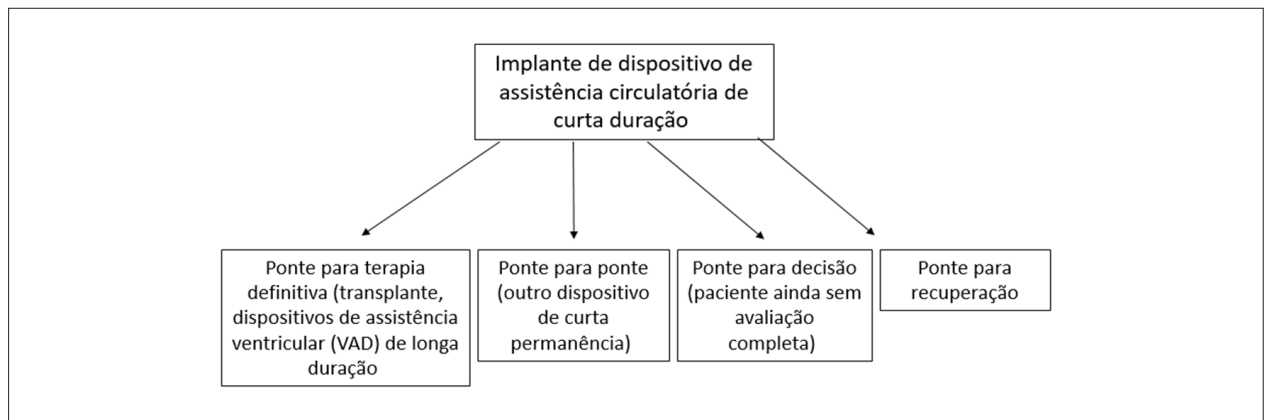 Implante de dispositivo de
assistência circulatória de
curta duração
Ponte para terapia
definitiva (transplante,
dispositivos de assistência
ventricular (VAD) de longa
duração
Ponte para ponte
(outro dispositivo
de curta
permanência)
Ponte para decisão
(paciente ainda sem
avaliação
completa)
Ponte para
recuperação